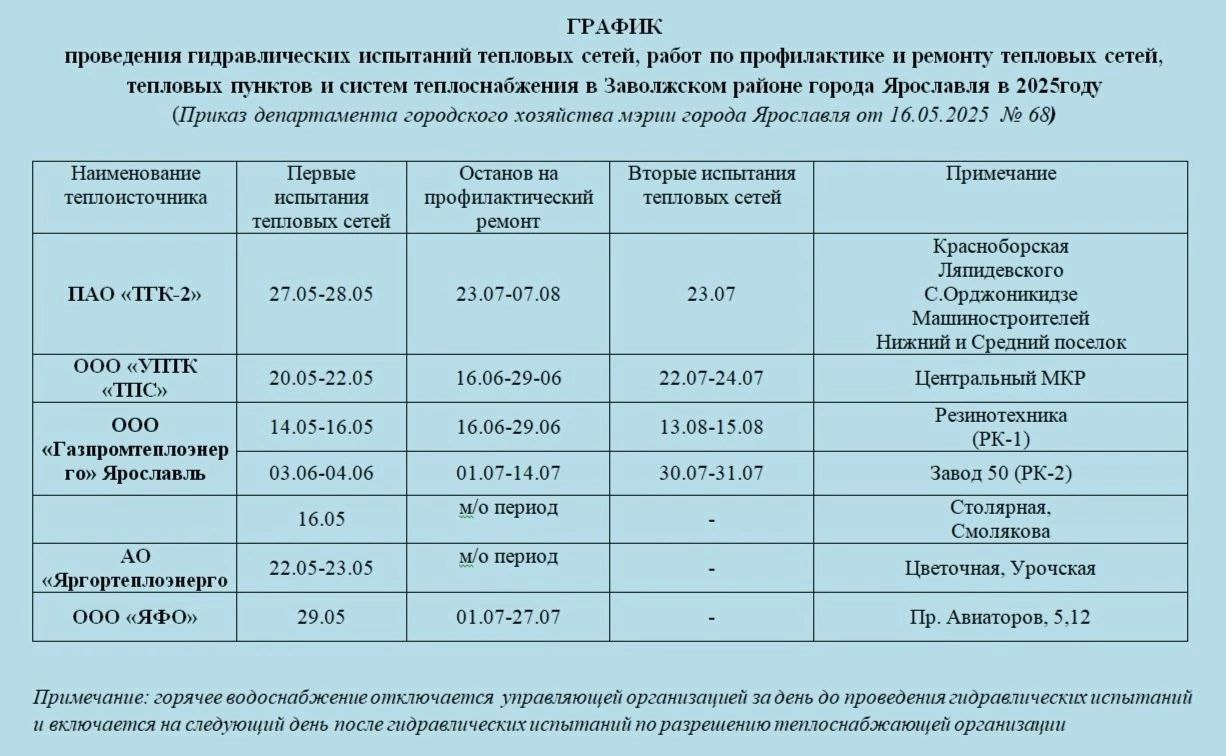 ГРАФИК
проведения гидравлических испытаний тепловых сетей, работ по профилактике и ремонту тепловых сетей,
тепловых пунктов и систем теплоснабжения в Заволжском районе города Ярославля в 2025году
(Приказ департамента городского хозяйства мэрии города Ярославля от 16.05.2025 № 68)
Наименование
теплоисточника
Первые
испытания
тепловых сетей
Останов на
профилактический
ремонт
Вторые испытания
тепловых сетей
Примечание
ПАО «ТГК-2»
27.05-28.05
23.07-07.08
23.07
Красноборская
Ляпидевского
С.Орджоникидзе
Машиностроителей
Нижний и Средний поселок
ООО «УПТК
«ТПС»
20.05-22.05
16.06-29-06
22.07-24.07
Центральный МКР
ООО
«Газпромтеплоэнер
го» Ярославль
14.05-16.05
16.06-29.06
13.08-15.08
Резинотехника
(РК-1)
03.06-04.06
01.07-14.07
30.07-31.07
Завод 50 (РК-2)
16.05
м/о период
-
Столярная,
Смолякова
АО
«Яргортеплоэнерго
22.05-23.05
м/о период
-
Цветочная, Урочская
ООО «ЯФО»
29.05
01.07-27.07
-
Пр. Авиаторов, 5,12
Примечание: горячее водоснабжение отключается управляющей организацией за день до проведения гидравлических испытаний
и включается на следующий день после гидравлических испытаний по разрешению теплоснабжающей организации